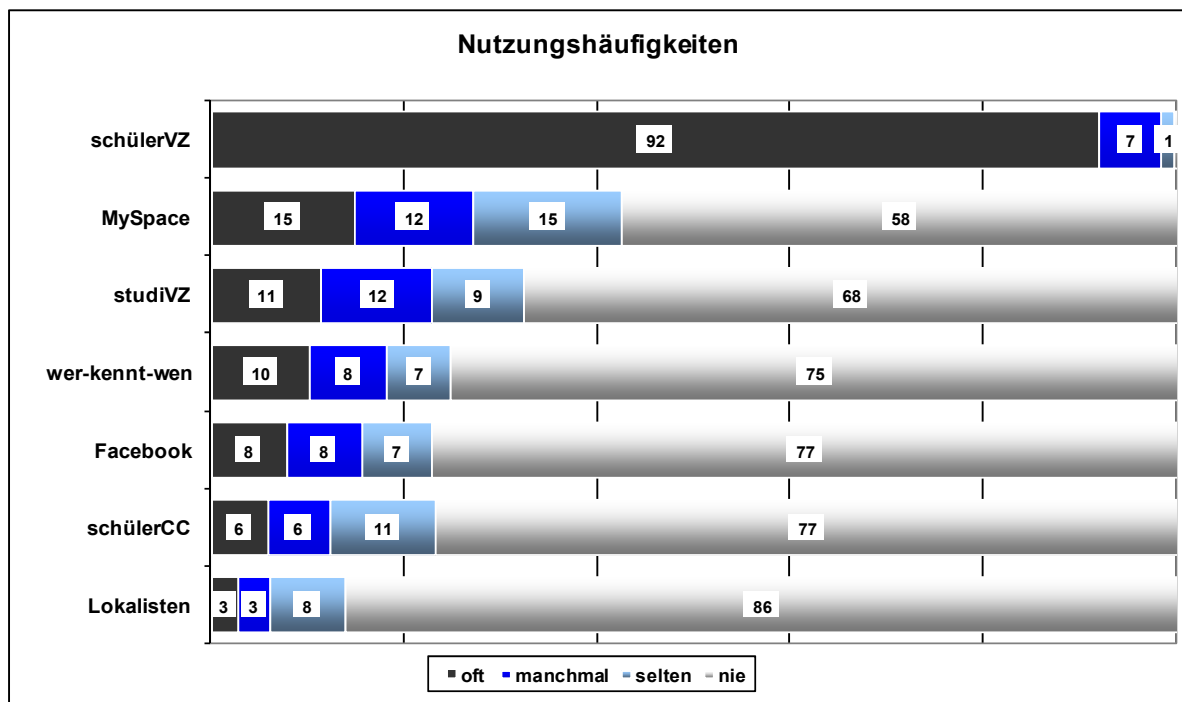 Nutzungshäufigkeiten
schülerVZ 92 7 1
MySpace 15 12 15 58
studiVZ 11 12 9 68
wer-kennt-wen 10 8 7 75
Facebook 8 8 7 77
schülerCC 6 6 11 77
Lokalisten 3 3 8 86
oft manchmal selten nie